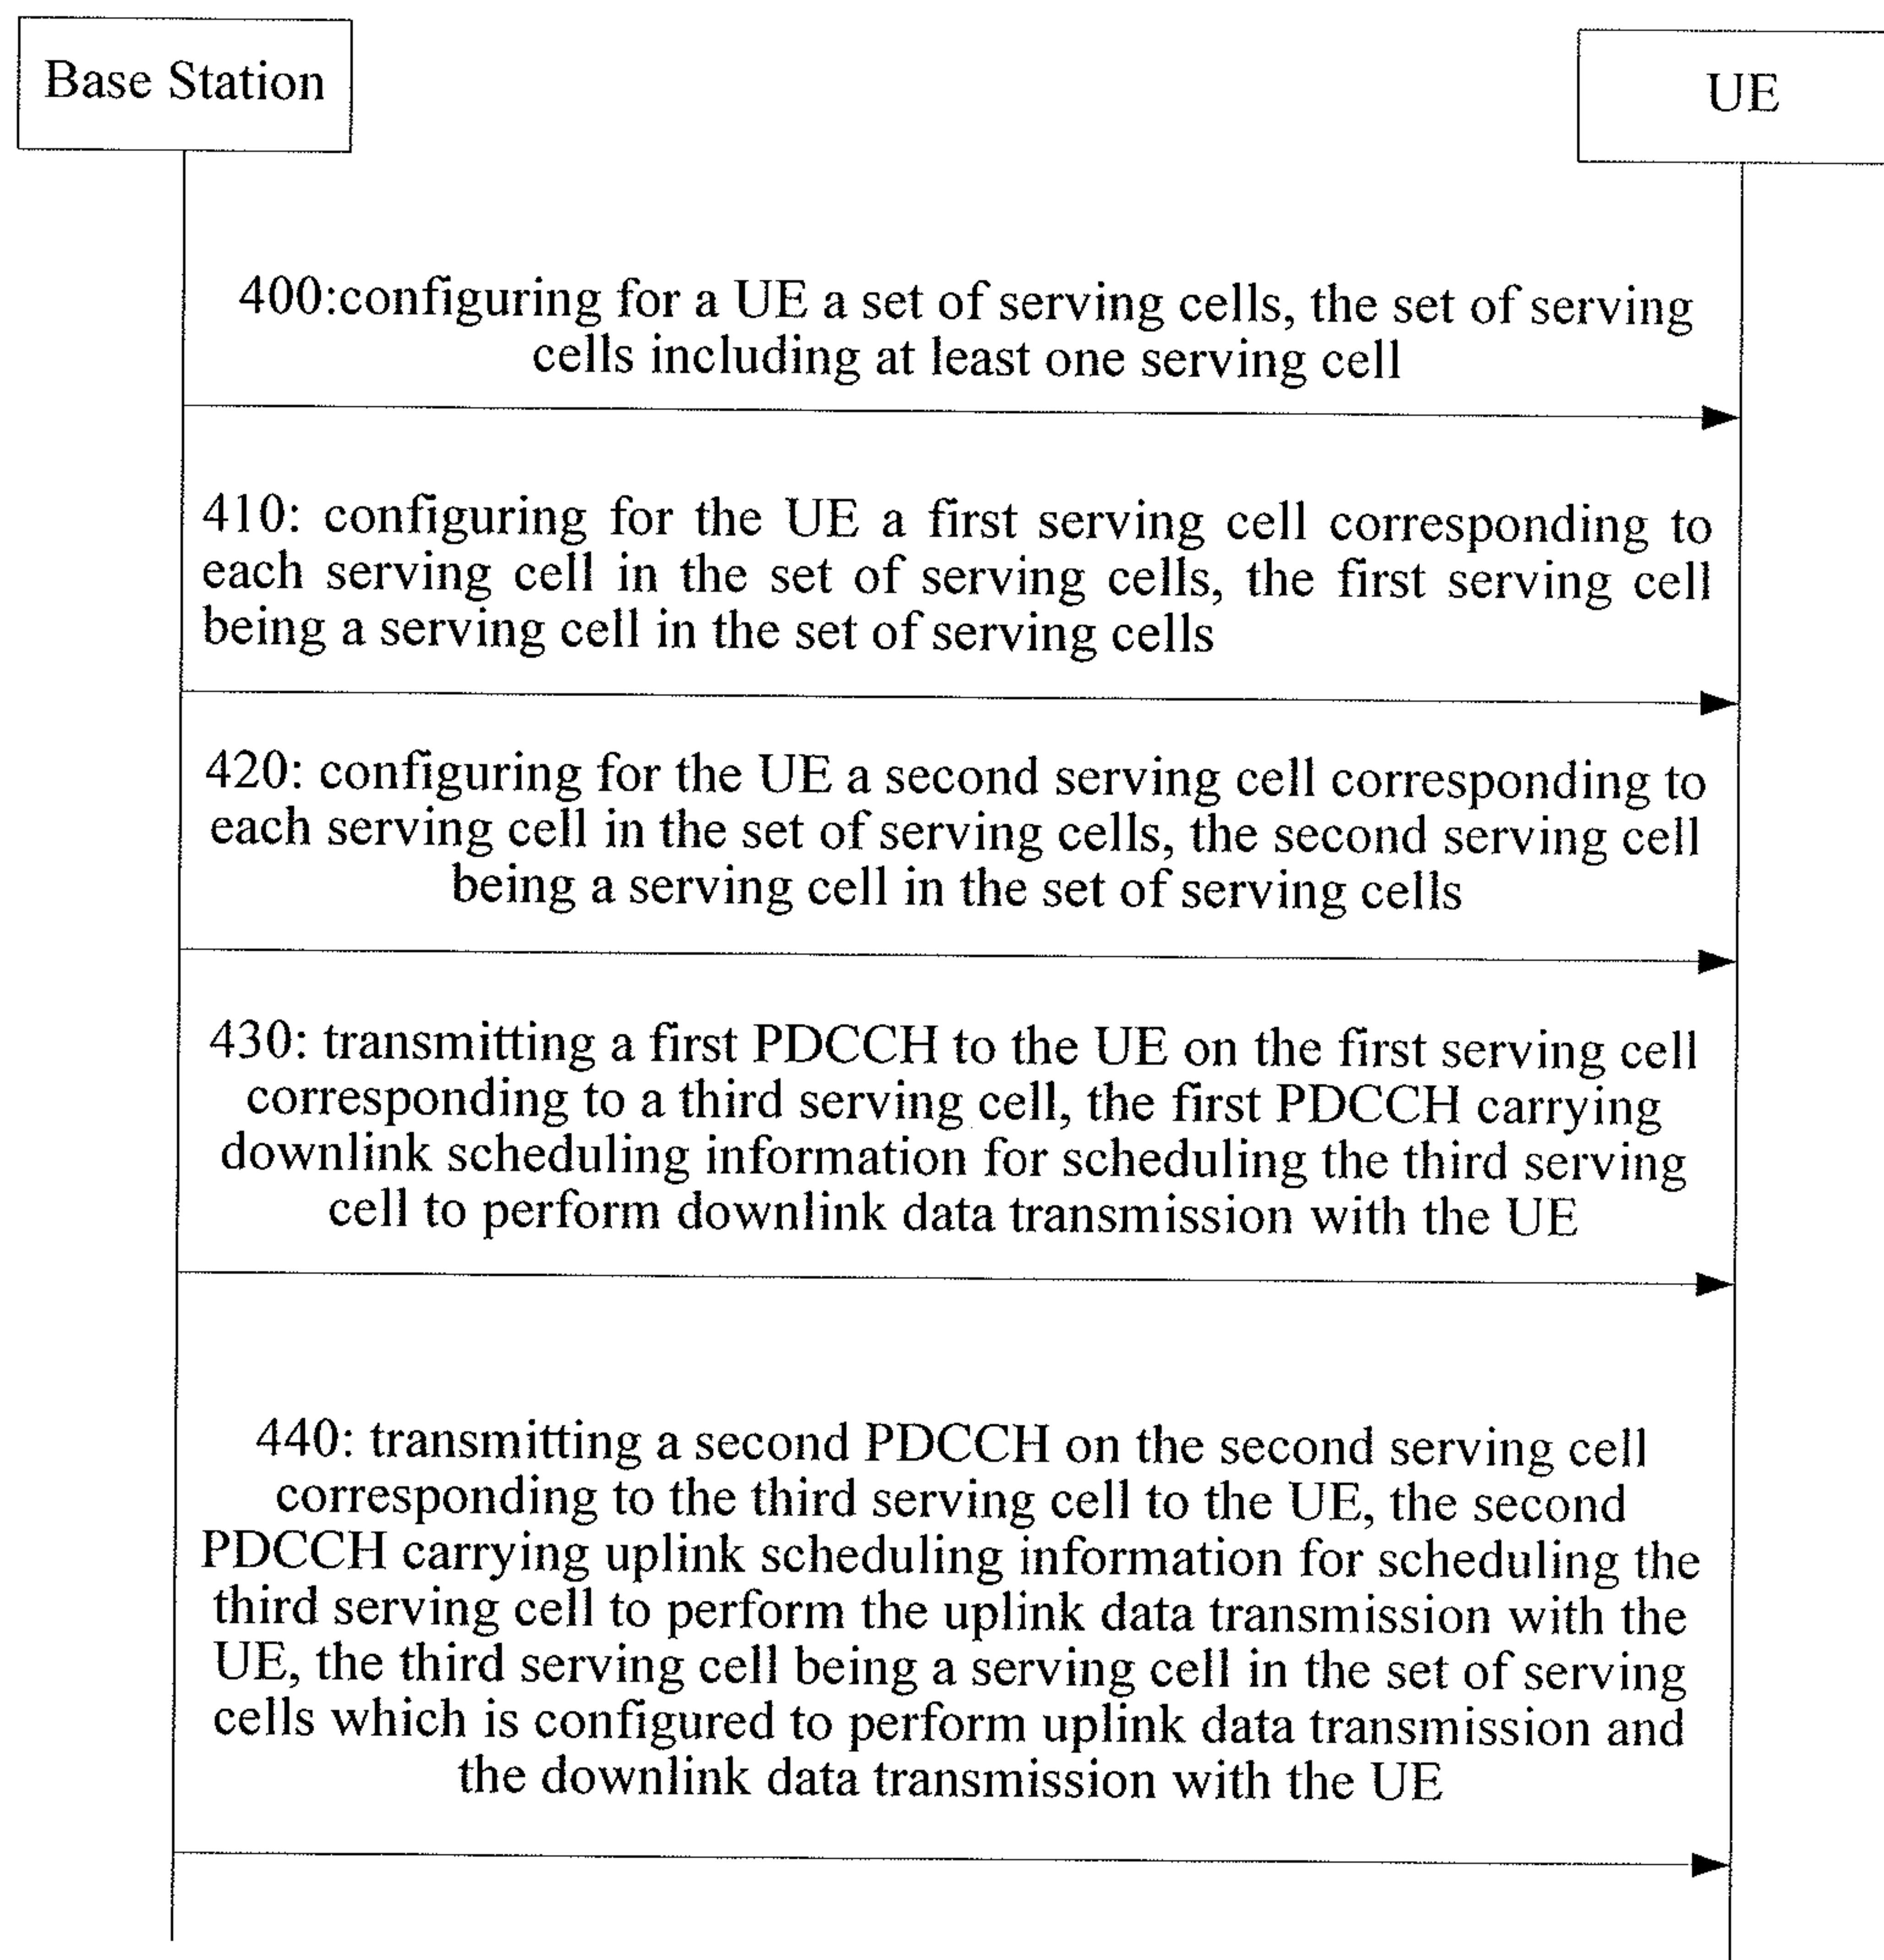 Base Station
UE
400:configuring for a UE a set of serving cells, the set of serving
cells including at least one serving cell
410: configuring for the UE a first serving cell corresponding to
each serving cell in the set of serving cells, the first serving cell
being a serving cell in the set of serving cells
420: configuring for the UE a second serving cell corresponding to
each serving cell in the set of serving cells, the second serving cell
being a serving cell in the set of serving cells
430: transmitting a first PDCCH to the UE on the first serving cell
corresponding to a third serving cell, the first PDCCH carrying
downlink scheduling information for scheduling the third serving
cell to perform downlink data transmission with the UE
440: transmitting a second PDCCH on the second serving cell
corresponding to the third serving cell to the UE, the second
PDCCH carrying uplink scheduling information for scheduling the
third serving cell to perform the uplink data transmission with the
UE, the third serving cell being a serving cell in the set of serving
cells which is configured to perform uplink data transmission and
the downlink data transmission with the UE